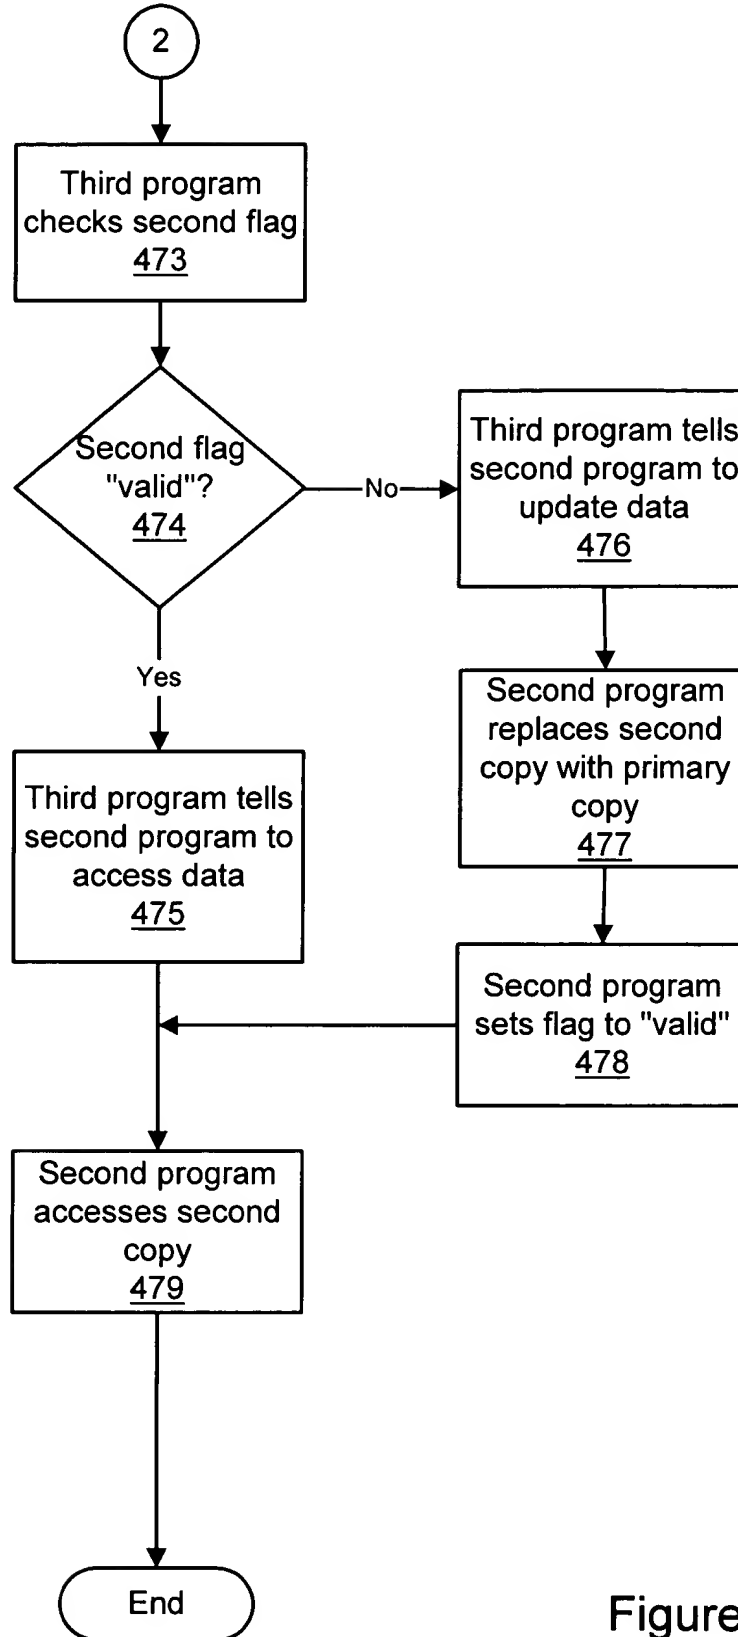 2
Third program
checks second flag
473
Second flag
"valid"?
474
No
Third program tells
second program to
update data
476
Yes
Second program
replaces second
copy with primary
copy
477
Third program tells
second program to
access data
475
Second program
sets flag to "valid"
478
Second program
accesses second
copy
479
End
Figure